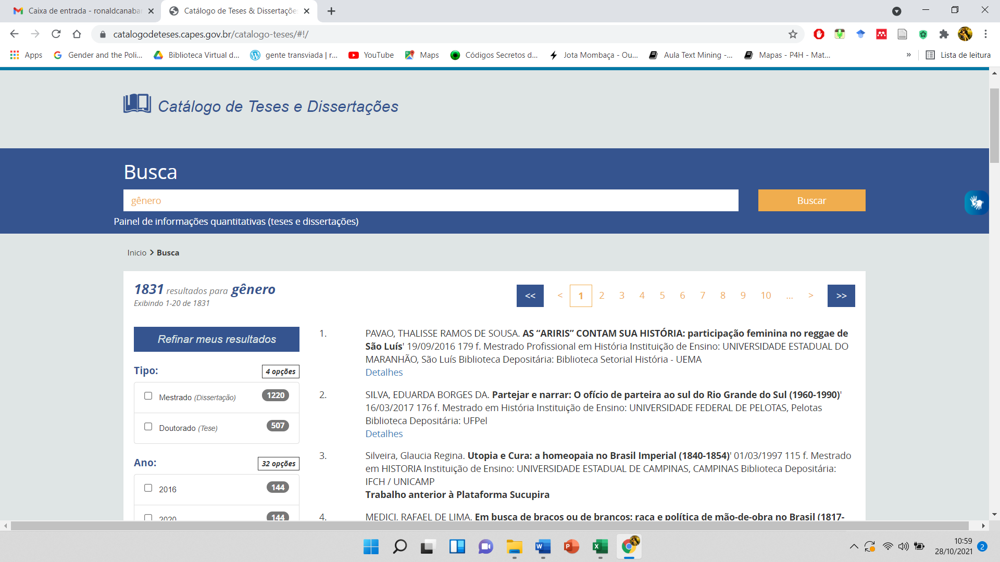 Caixa de entrada - ronaldcanabar
Catálogo de Teses & Dissertaçõe
catalogodeteses.capes.gov.br/catalogo-teses/#!/
Apps
Gender and the Poli...
Biblioteca Virtual d...
gente transviada | r...
YouTube
Maps
Códigos Secretos d...
Jota Mombaça - Ou...
Aula Text Mining -...
Mapas - P4H - Mat...
»
Lista de leitura
Catálogo de Teses e Dissertações
Busca
gênero
Buscar
Painel de informações quantitativas (teses e dissertações)
Inicio > Busca
1831 resultados para gênero
Exibindo 1-20 de 1831
<< < 1 2 3 4 5 6 7 8 9 10 ... > >>
Refinar meus resultados
Tipo: 4 opções
Mestrado (Dissertação) 1220
Doutorado (Tese) 507
Ano: 32 opções
2016 144
2020 144
1. PAVAO, THALISSE RAMOS DE SOUSA. AS “ARIRIS” CONTAM SUA HISTÓRIA: participação feminina no reggae de
São Luís' 19/09/2016 179 f. Mestrado Profissional em História Instituição de Ensino: UNIVERSIDADE ESTADUAL DO
MARANHÃO, São Luís Biblioteca Depositária: Biblioteca Setorial História - UEMA
Detalhes
2. SILVA, EDUARDA BORGES DA. Partejar e narrar: O ofício de parteira ao sul do Rio Grande do Sul (1960-1990)'
16/03/2017 176 f. Mestrado em História Instituição de Ensino: UNIVERSIDADE FEDERAL DE PELOTAS, Pelotas
Biblioteca Depositária: UFPel
Detalhes
3. Silveira, Glaucia Regina. Utopia e Cura: a homeopaia no Brasil Imperial (1840-1854)' 01/03/1997 115 f. Mestrado
em HISTORIA Instituição de Ensino: UNIVERSIDADE ESTADUAL DE CAMPINAS, CAMPINAS Biblioteca Depositária:
IFCH / UNICAMP
Trabalho anterior à Plataforma Sucupira
4. MEDICI, RAFAEL DE LIMA. Em busca de braços ou de brancos: raça e política de mão-de-obra no Brasil (1817-
10:59
28/10/2021
2